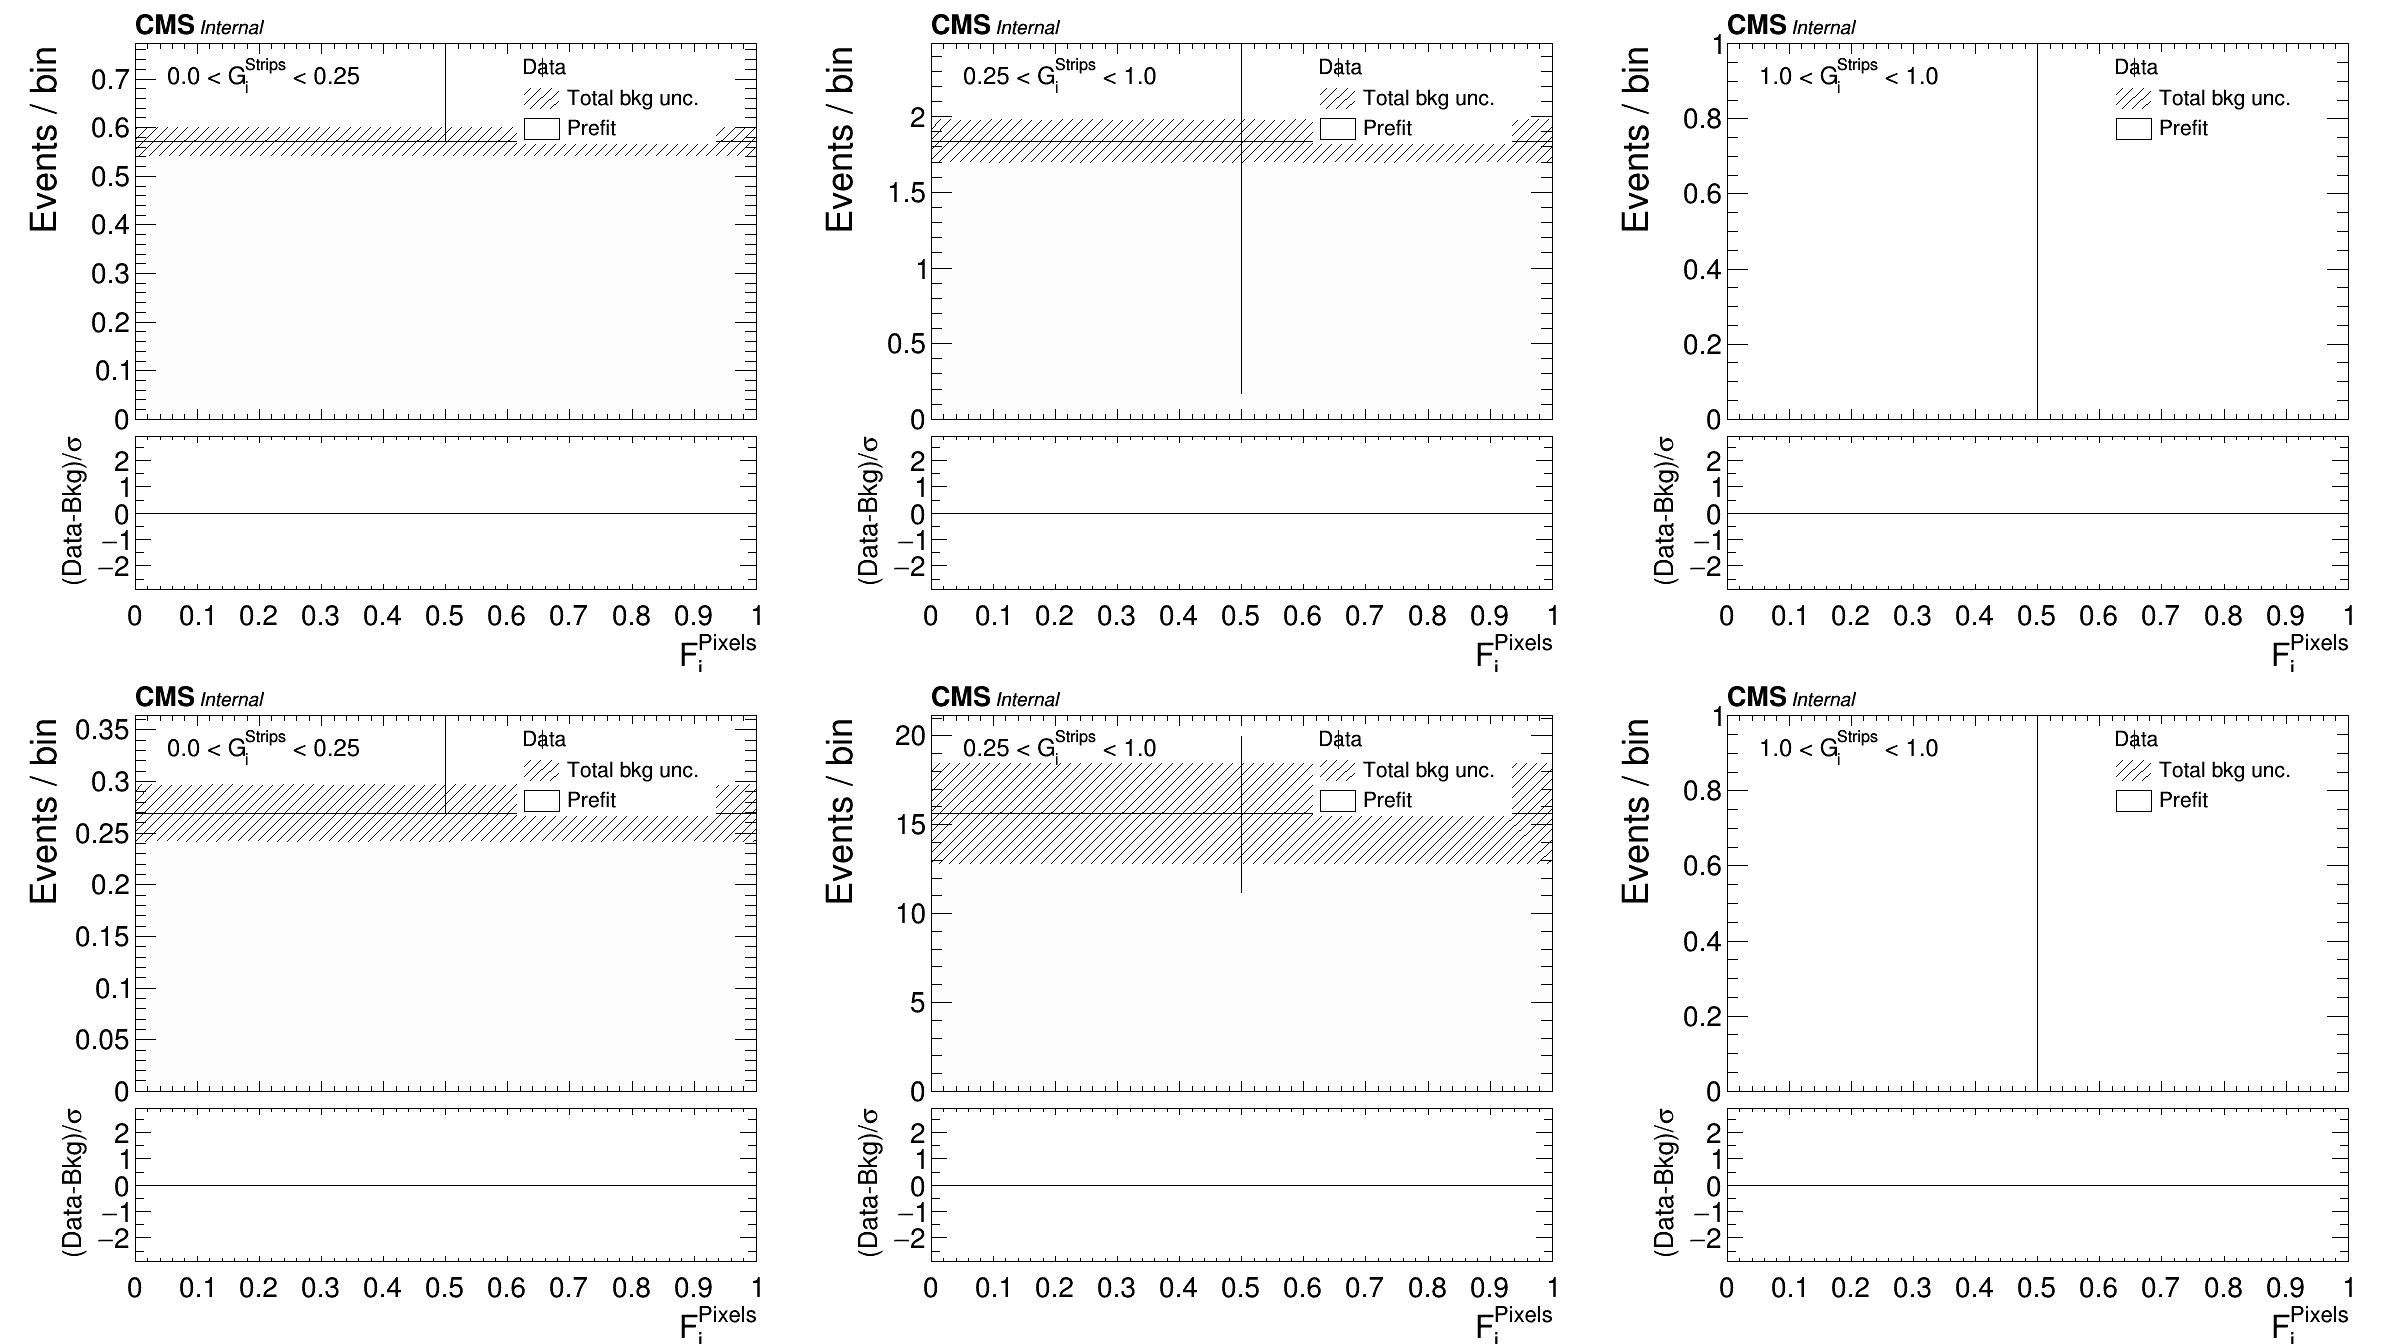 CMS Internal
Events / bin
0.0 < G_i^Strips < 0.25
Data
Total bkg unc.
Prefit
0.7
0.6
0.5
0.4
0.3
0.2
0.1
0
(Data-Bkg)/σ
2
1
0
−1
−2
0 0.1 0.2 0.3 0.4 0.5 0.6 0.7 0.8 0.9 1
F_i^Pixels
CMS Internal
Events / bin
0.25 < G_i^Strips < 1.0
Data
Total bkg unc.
Prefit
2
1.5
1
0.5
0
(Data-Bkg)/σ
2
1
0
−1
−2
0 0.1 0.2 0.3 0.4 0.5 0.6 0.7 0.8 0.9 1
F_i^Pixels
CMS Internal
Events / bin
1.0 < G_i^Strips < 1.0
Data
Total bkg unc.
Prefit
1
0.8
0.6
0.4
0.2
0
(Data-Bkg)/σ
2
1
0
−1
−2
0 0.1 0.2 0.3 0.4 0.5 0.6 0.7 0.8 0.9 1
F_i^Pixels
CMS Internal
Events / bin
0.0 < G_i^Strips < 0.25
Data
Total bkg unc.
Prefit
0.35
0.3
0.25
0.2
0.15
0.1
0.05
0
(Data-Bkg)/σ
2
1
0
−1
−2
0 0.1 0.2 0.3 0.4 0.5 0.6 0.7 0.8 0.9 1
F_i^Pixels
CMS Internal
Events / bin
0.25 < G_i^Strips < 1.0
Data
Total bkg unc.
Prefit
20
15
10
5
0
(Data-Bkg)/σ
2
1
0
−1
−2
0 0.1 0.2 0.3 0.4 0.5 0.6 0.7 0.8 0.9 1
F_i^Pixels
CMS Internal
Events / bin
1.0 < G_i^Strips < 1.0
Data
Total bkg unc.
Prefit
1
0.8
0.6
0.4
0.2
0
(Data-Bkg)/σ
2
1
0
−1
−2
0 0.1 0.2 0.3 0.4 0.5 0.6 0.7 0.8 0.9 1
F_i^Pixels